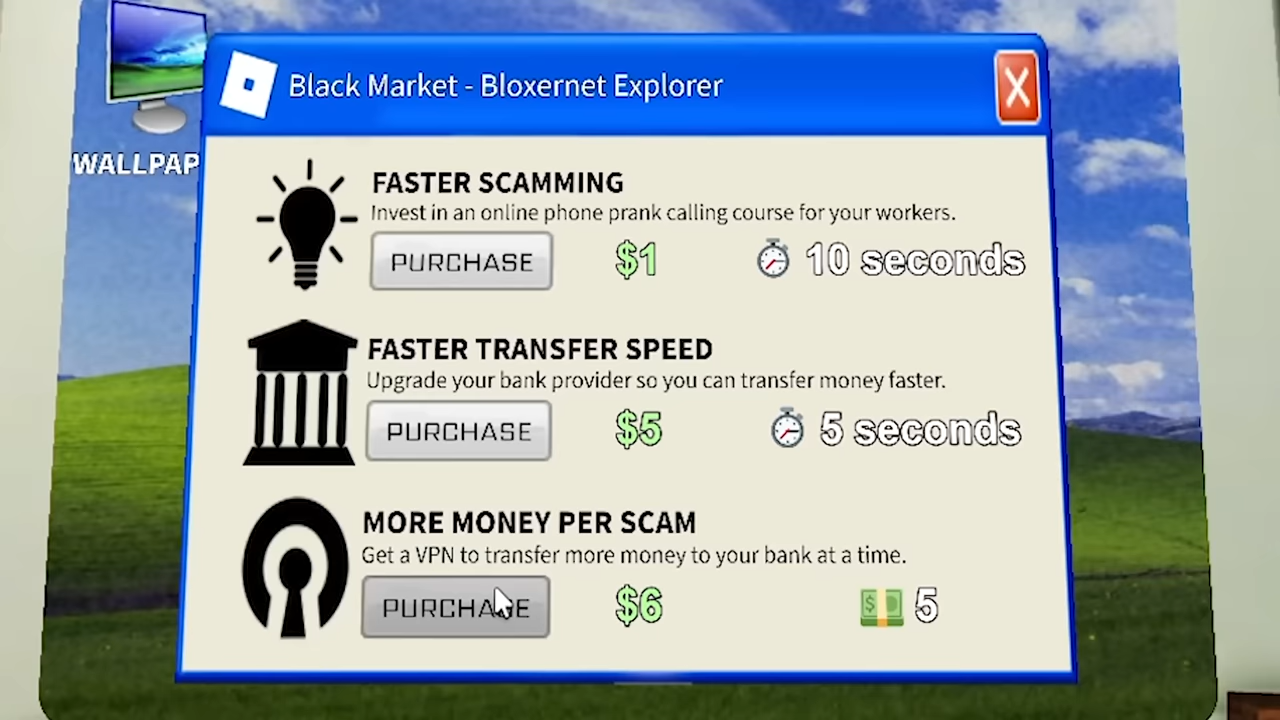 WALLPAP
Black Market - Bloxernet Explorer
X
FASTER SCAMMING
Invest in an online phone prank calling course for your workers.
PURCHASE $1 10 seconds
FASTER TRANSFER SPEED
Upgrade your bank provider so you can transfer money faster.
PURCHASE $5 5 seconds
MORE MONEY PER SCAM
Get a VPN to transfer more money to your bank at a time.
PURCHASE $6 5